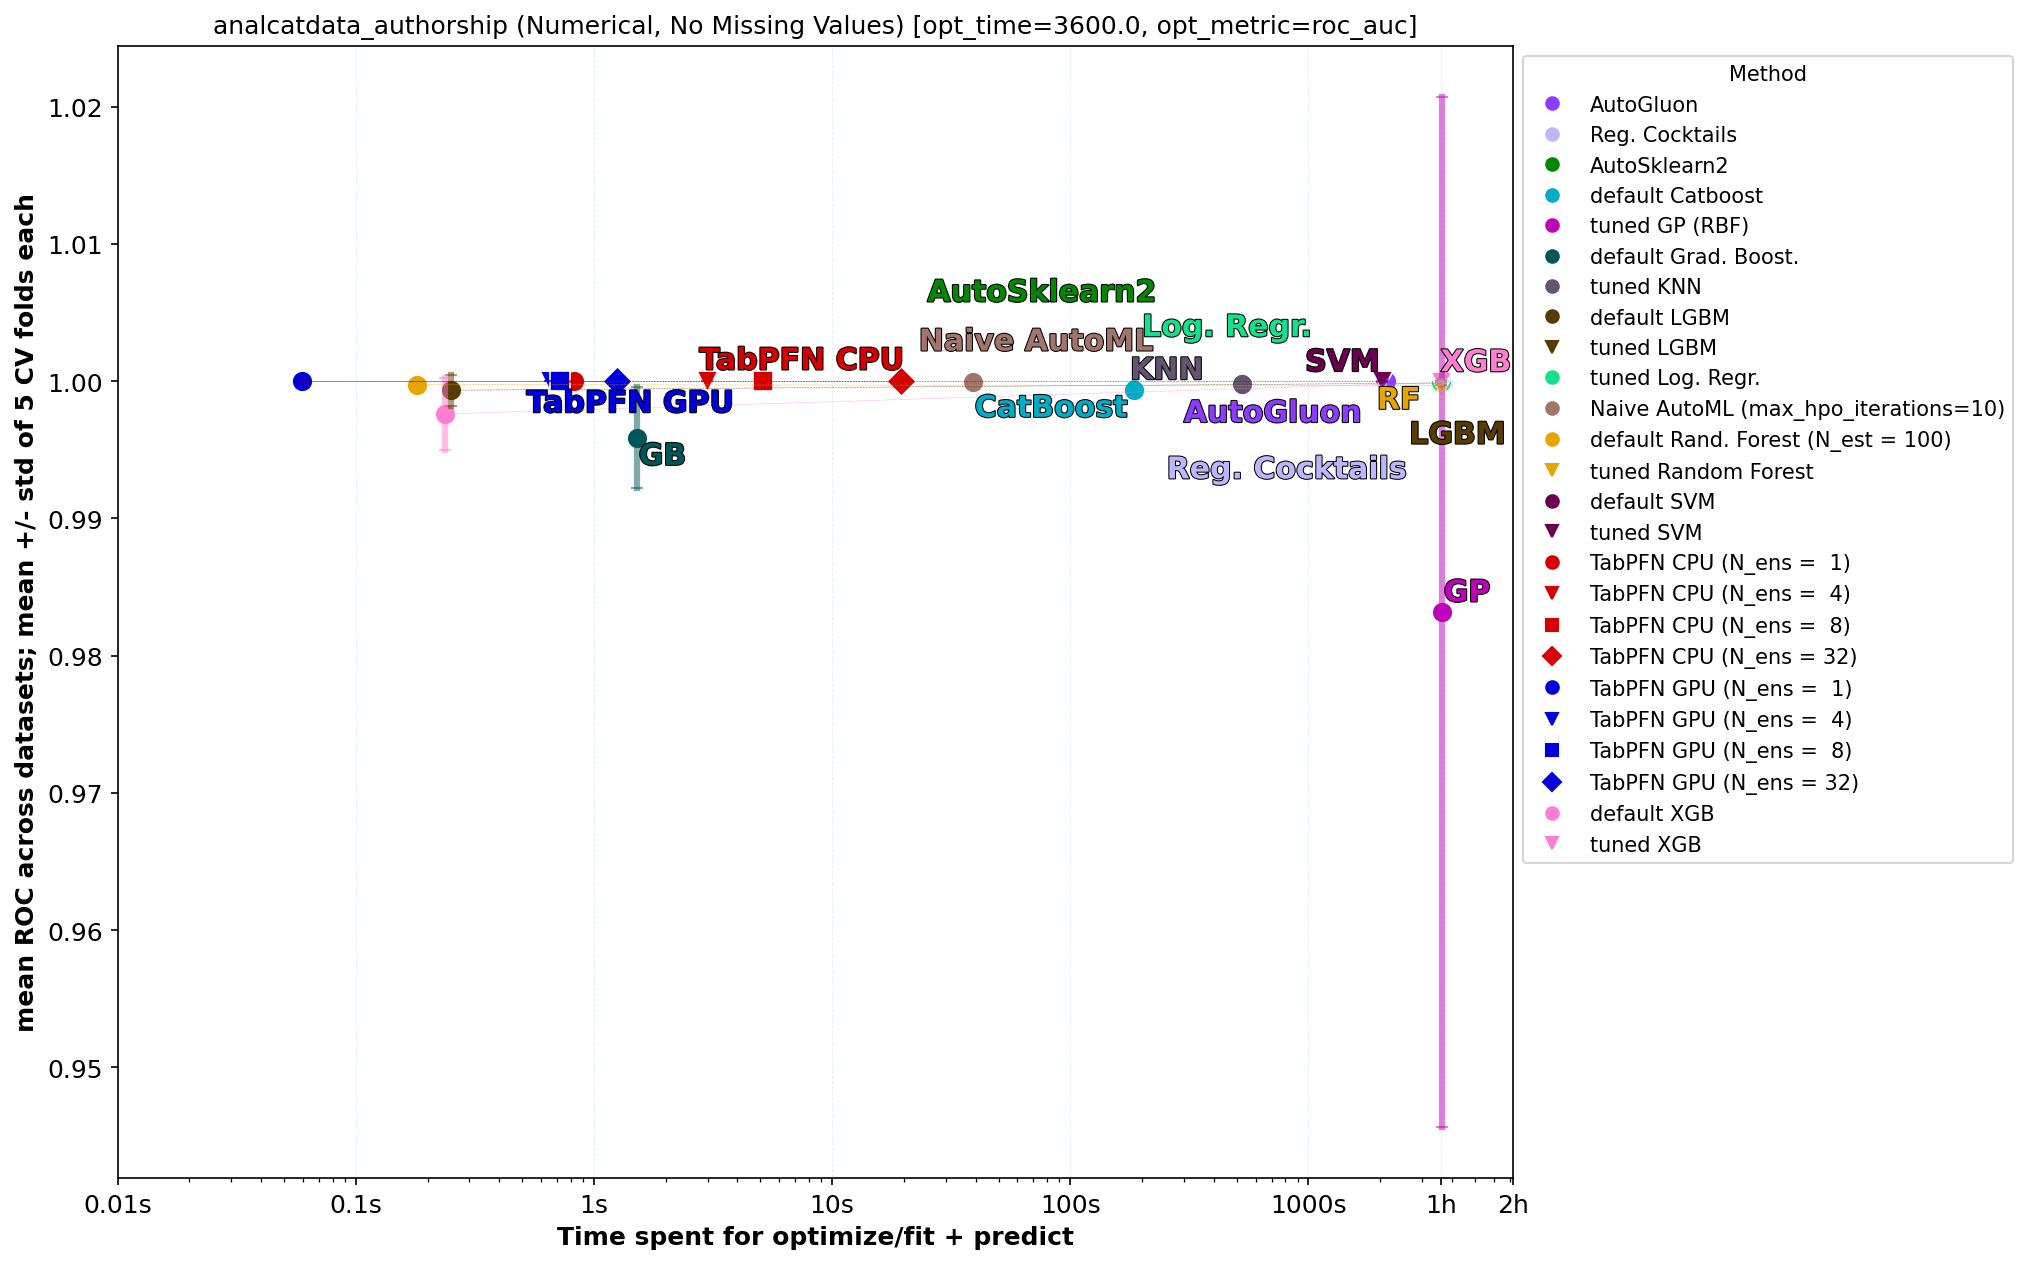 analcatdata_authorship (Numerical, No Missing Values) [opt_time=3600.0, opt_metric=roc_auc]
mean ROC across datasets; mean +/- std of 5 CV folds each
1.02
1.01
1.00
0.99
0.98
0.97
0.96
0.95
AutoSklearn2
Log. Regr.
Naive AutoML
TabPFN CPU
KNN
SVM
XGB
TabPFN GPU
CatBoost
AutoGluon
RF
GB
LGBM
Reg. Cocktails
GP
0.01s
0.1s
1s
10s
100s
1000s
1h
2h
Time spent for optimize/fit + predict
Method
AutoGluon
Reg. Cocktails
AutoSklearn2
default Catboost
tuned GP (RBF)
default Grad. Boost.
tuned KNN
default LGBM
tuned LGBM
tuned Log. Regr.
Naive AutoML (max_hpo_iterations=10)
default Rand. Forest (N_est = 100)
tuned Random Forest
default SVM
tuned SVM
TabPFN CPU (N_ens =  1)
TabPFN CPU (N_ens =  4)
TabPFN CPU (N_ens =  8)
TabPFN CPU (N_ens = 32)
TabPFN GPU (N_ens =  1)
TabPFN GPU (N_ens =  4)
TabPFN GPU (N_ens =  8)
TabPFN GPU (N_ens = 32)
default XGB
tuned XGB